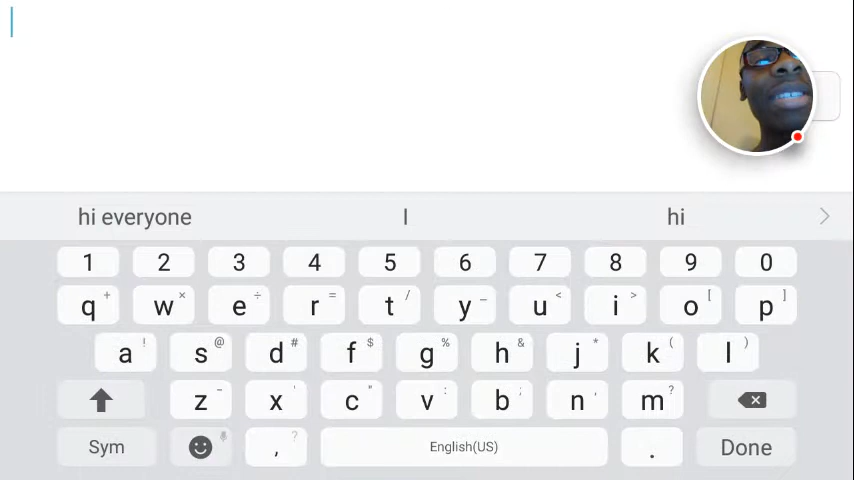 hi everyone I hi
1 2 3 4 5 6 7 8 9 0
q + w × e ÷ r = t / y _ u < i > o [ p ]
a ! s @ d # f $ g % h & j * k ( l )
z - x ' c " v : b ; n , m ?
Sym , ? English(US) . Done